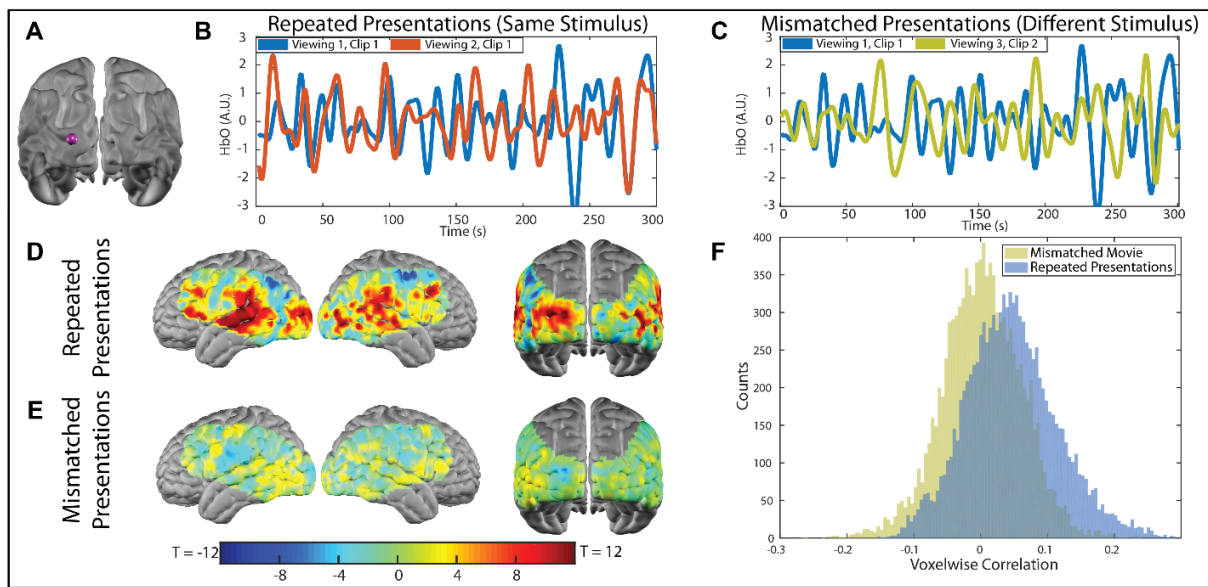 A
B
Repeated Presentations (Same Stimulus)
Viewing 1, Clip 1
Viewing 2, Clip 1
HbO (A.U.)
3
2
1
0
-1
-2
-3
0
50
100
150
200
250
300
Time (s)
C
Mismatched Presentations (Different Stimulus)
Viewing 1, Clip 1
Viewing 3, Clip 2
HbO (A.U.)
3
2
1
0
-1
-2
-3
0
50
100
150
200
250
300
Time (s)
D
Repeated
Presentations
E
Mismatched
Presentations
T = -12
T = 12
-8
-4
0
4
8
F
Mismatched Movie
Repeated Presentations
Counts
400
350
300
250
200
150
100
50
0
-0.3
-0.2
-0.1
0
0.1
0.2
Voxelwise Correlation